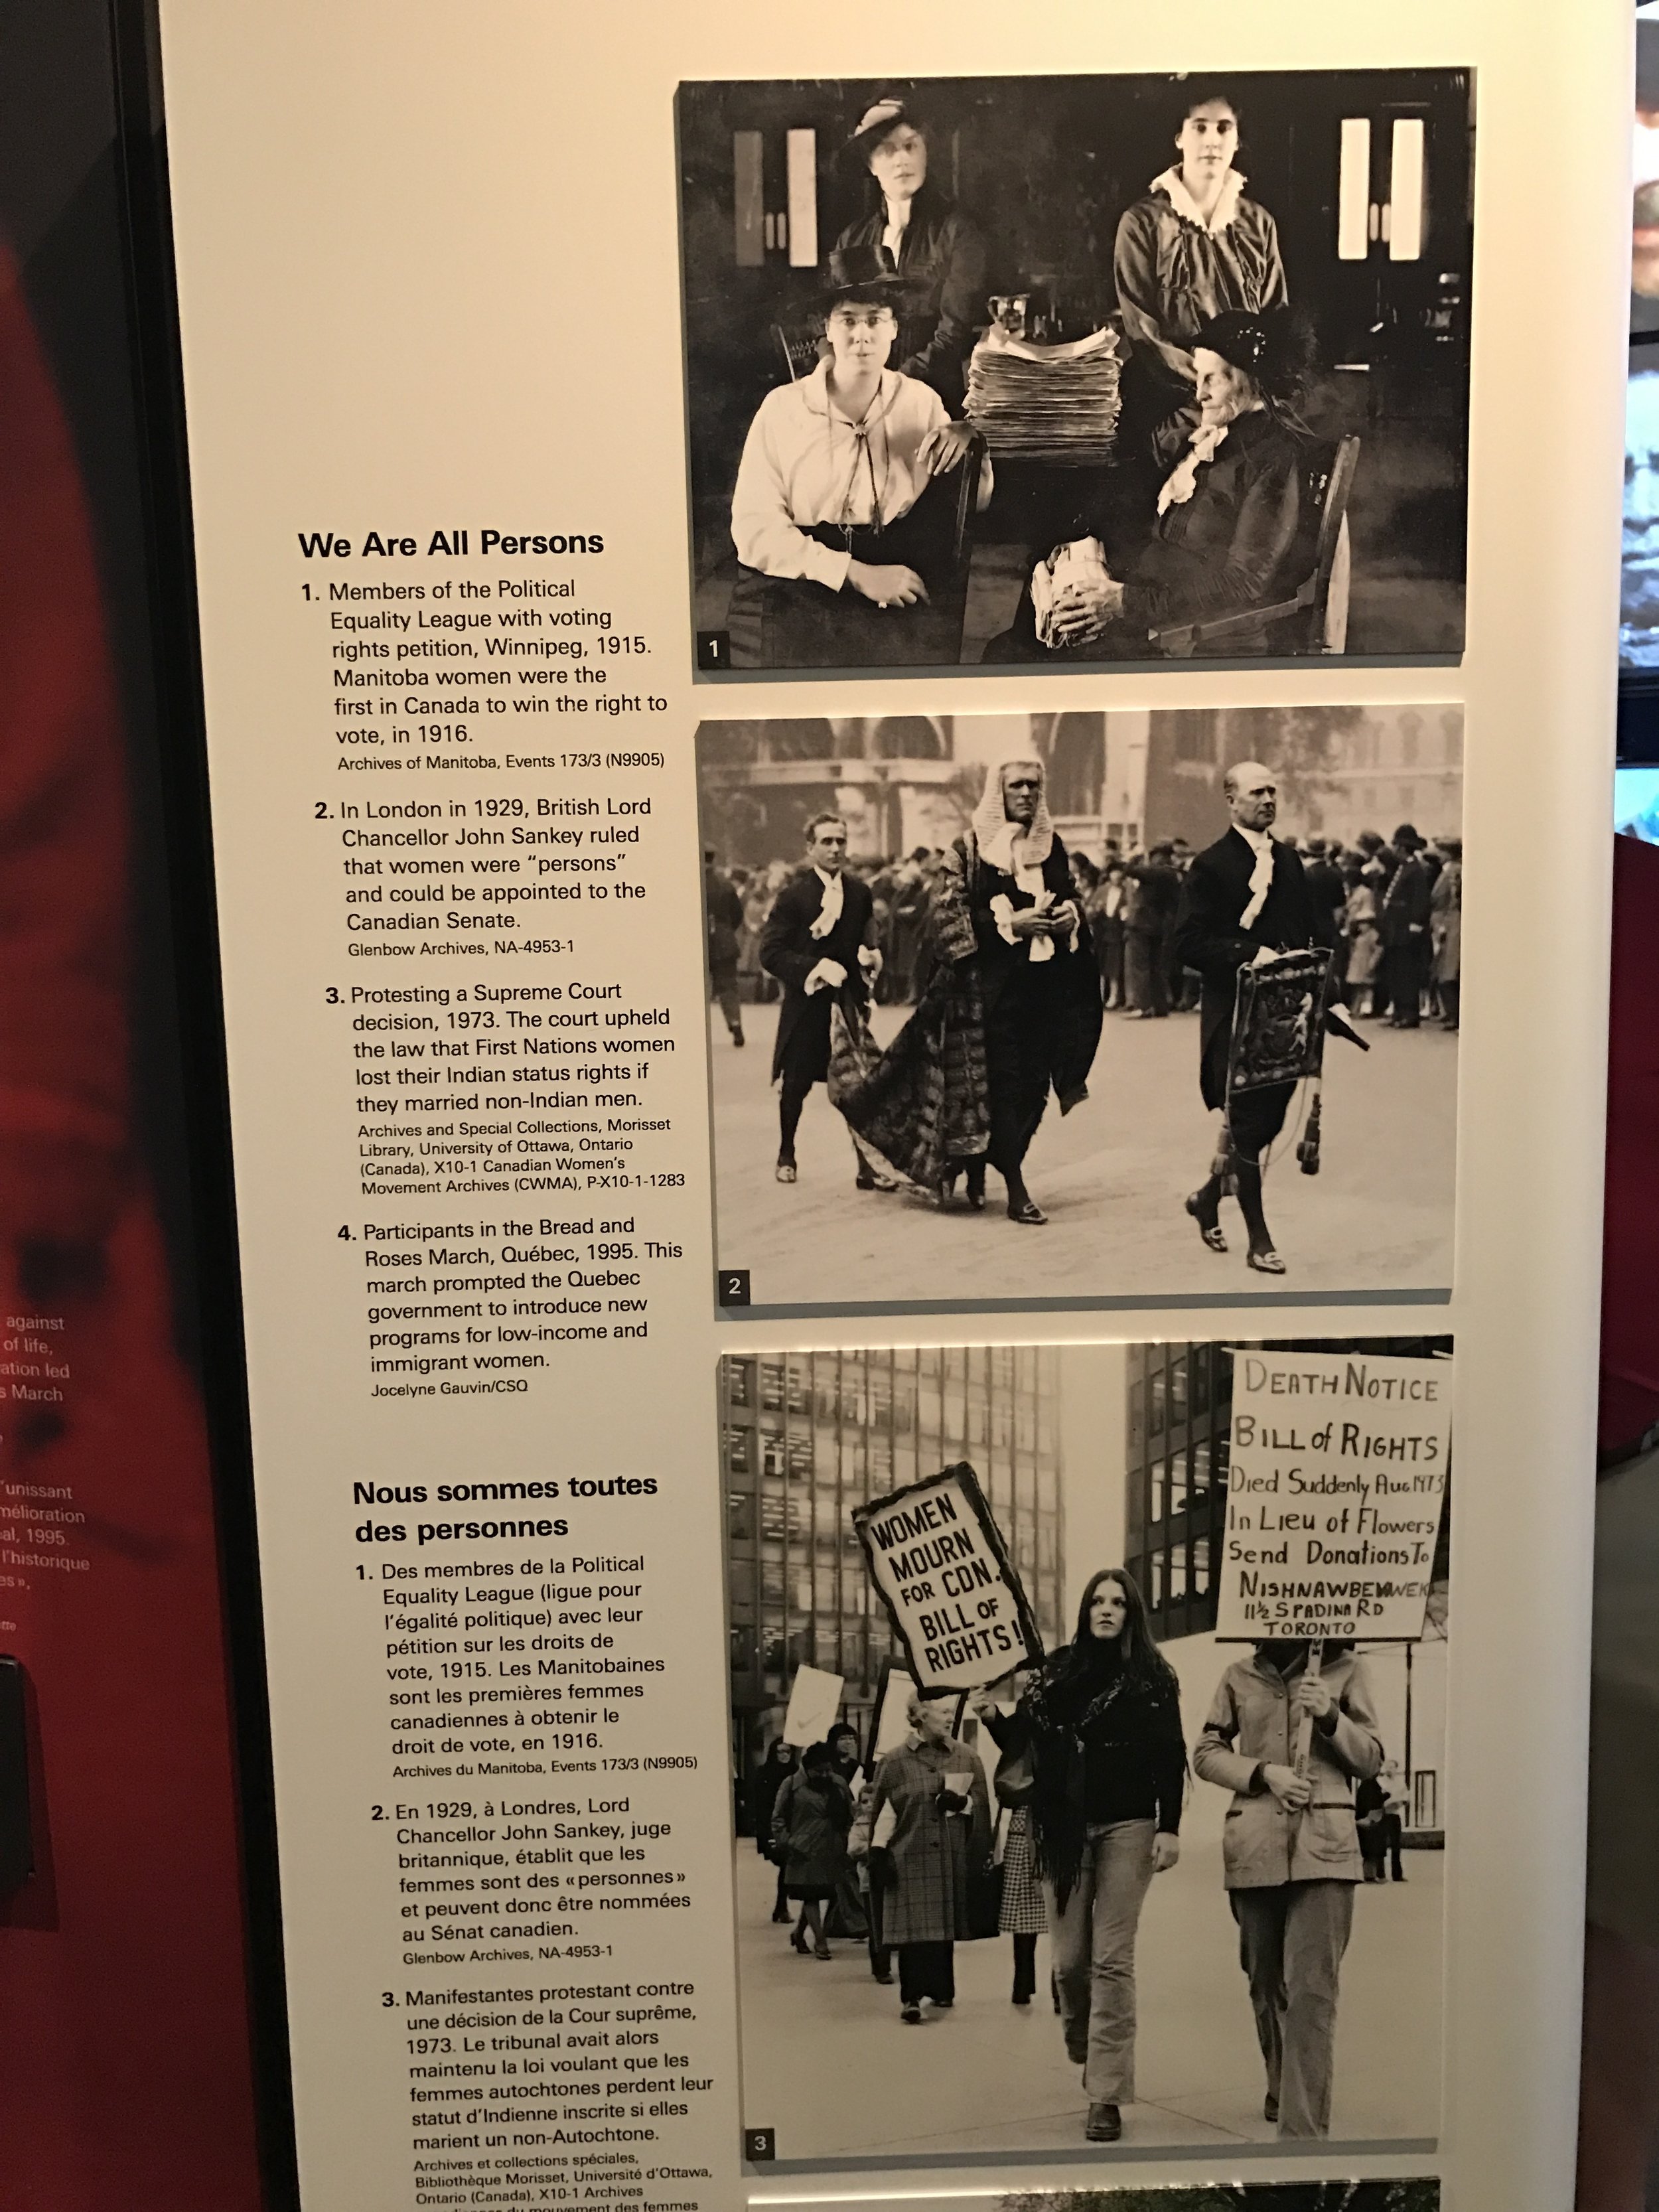 We Are All Persons
1. Members of the Political
Equality League with voting
rights petition, Winnipeg, 1915.
Manitoba women were the
first in Canada to win the right to
vote, in 1916.
Archives of Manitoba, Events 173/3 (N9905)
2. In London in 1929, British Lord
Chancellor John Sankey ruled
that women were “persons”
and could be appointed to the
Canadian Senate.
Glenbow Archives, NA-4953-1
3. Protesting a Supreme Court
decision, 1973. The court upheld
the law that First Nations women
lost their Indian status rights if
they married non-Indian men.
Archives and Special Collections, Morisset
Library, University of Ottawa, Ontario
(Canada), X10-1 Canadian Women's
Movement Archives (CWMA), P-X10-1-1283
4. Participants in the Bread and
Roses March, Québec, 1995. This
march prompted the Quebec
government to introduce new
programs for low-income and
immigrant women.
Jocelyne Gauvin/CSQ
Nous sommes toutes
des personnes
1. Des membres de la Political
Equality League (ligue pour
l'égalité politique) avec leur
pétition sur les droits de
vote, 1915. Les Manitobaines
sont les premières femmes
canadiennes à obtenir le
droit de vote, en 1916.
Archives du Manitoba, Events 173/3 (N9905)
2. En 1929, à Londres, Lord
Chancellor John Sankey, juge
britannique, établit que les
femmes sont des «personnes»
et peuvent donc être nommées
au Sénat canadien.
Glenbow Archives, NA-4953-1
3. Manifestantes protestant contre
une décision de la Cour suprême,
1973. Le tribunal avait alors
maintenu la loi voulant que les
femmes autochtones perdent leur
statut d'Indienne inscrite si elles
marient un non-Autochtone.
Archives et collections spéciales,
Bibliothèque Morisset, Université d'Ottawa,
Ontario (Canada), X10-1 Archives
du mouvement des femmes
1
2
WOMEN
MOURN
FOR CDN.
BILL OF
RIGHTS!
DEATH NOTICE
BILL of RIGHTS
Died Suddenly Aug. 1973
In Lieu of Flowers
Send Donations To
11½ SPADINA RD
TORONTO
3
against
of life,
led
March
unissant
1995.
l'historique